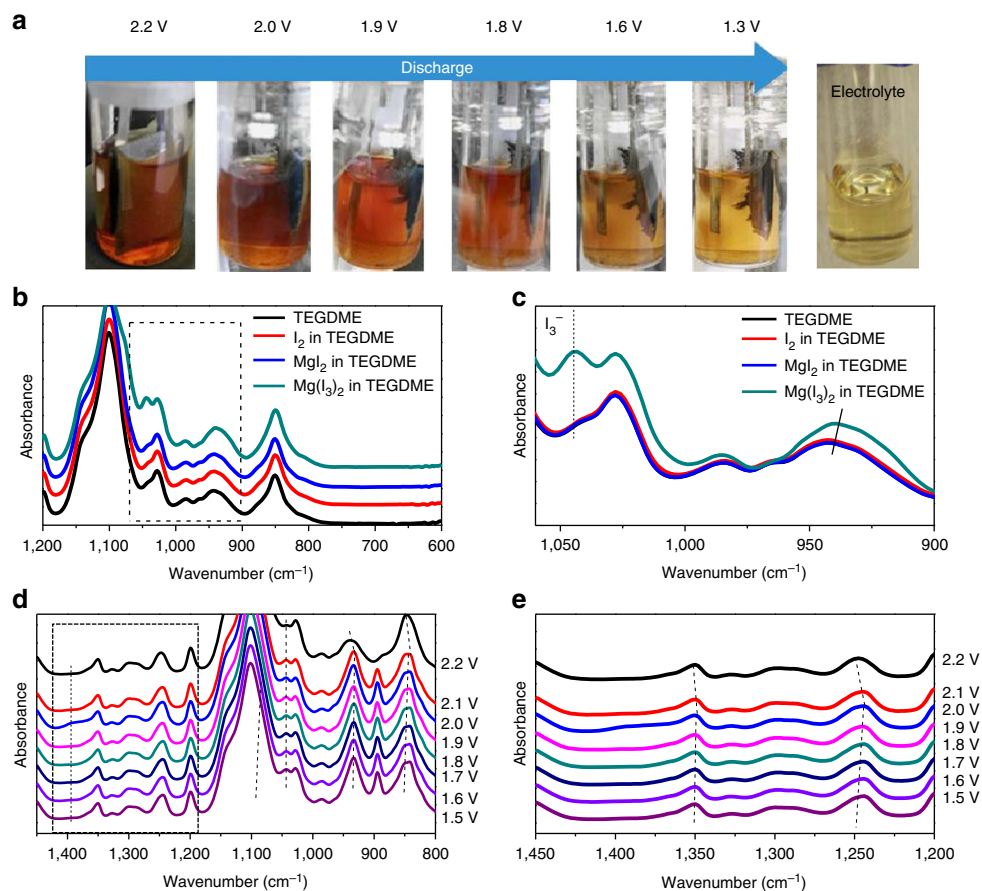 a
2.2 V 2.0 V 1.9 V 1.8 V 1.6 V 1.3 V
Discharge
Electrolyte
b
TEGDME
I₂ in TEGDME
MgI₂ in TEGDME
Mg(I₃)₂ in TEGDME
Absorbance
1,200 1,100 1,000 900 800 700 600
Wavenumber (cm⁻¹)
c
I₃⁻
TEGDME
I₂ in TEGDME
MgI₂ in TEGDME
Mg(I₃)₂ in TEGDME
Absorbance
1,050 1,000 950 900
Wavenumber (cm⁻¹)
d
2.2 V
2.1 V
2.0 V
1.9 V
1.8 V
1.7 V
1.6 V
1.5 V
Absorbance
1,400 1,300 1,200 1,100 1,000 900 800
Wavenumber (cm⁻¹)
e
2.2 V
2.1 V
2.0 V
1.9 V
1.8 V
1.7 V
1.6 V
1.5 V
Absorbance
1,450 1,400 1,350 1,300 1,250 1,200
Wavenumber (cm⁻¹)